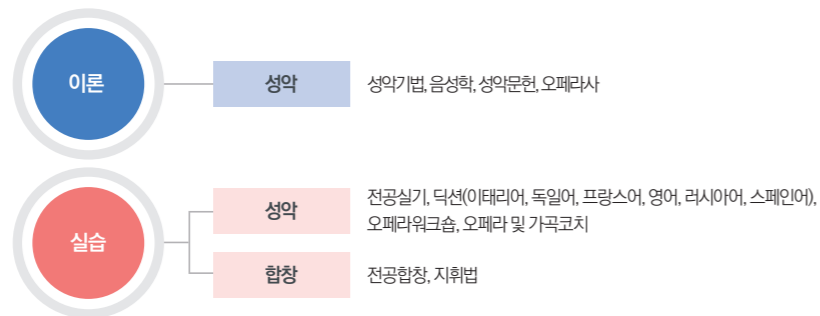 이론
성악
성악기법, 음성학, 성악문헌, 오페라사
실습
성악
전공실기, 딕션(이태리어, 독일어, 프랑스어, 영어, 러시아어, 스페인어),
오페라워크숍, 오페라 및 가곡코치
합창
전공합창, 지휘법